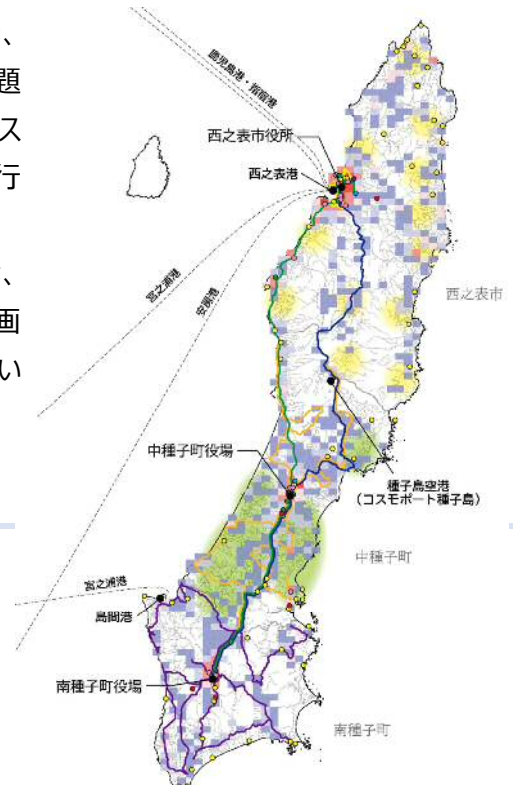 、
題
ス
行
、
画
い
鹿児島港・指宿港
西之表市役所
西之表港
宮之浦港
安房港
西之表市
中種子町役場
種子島空港
（コスモポート種子島）
中種子町
宮之浦港
島間港
南種子町役場
南種子町